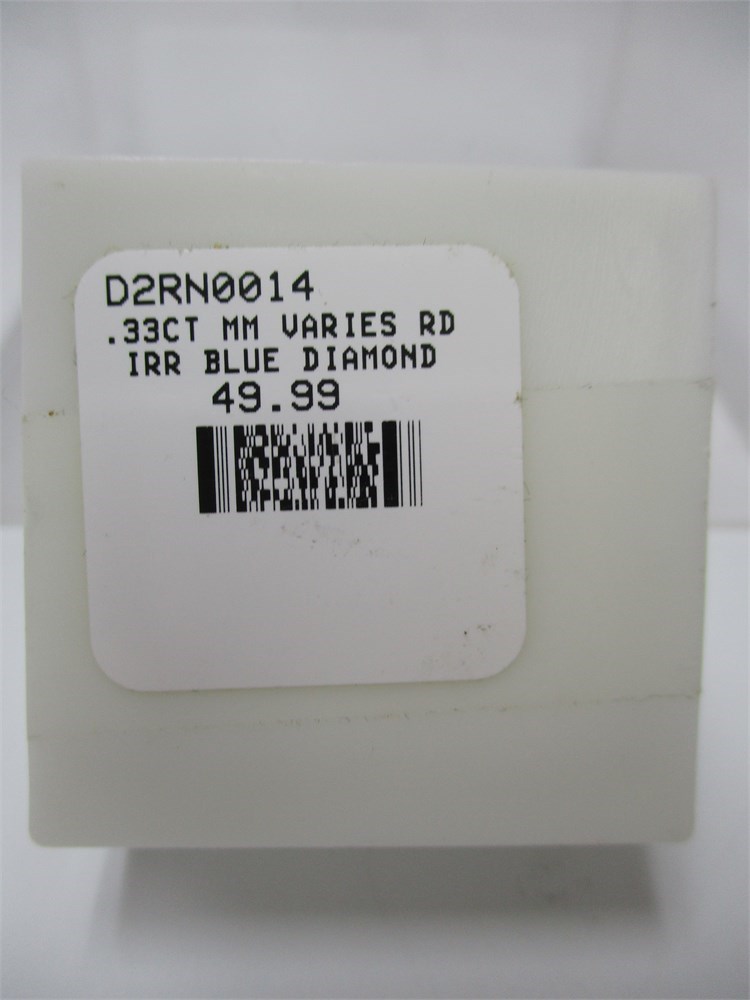 D2RN0014
.33CT MM VARIES RD
IRR BLUE DIAMOND
49.99